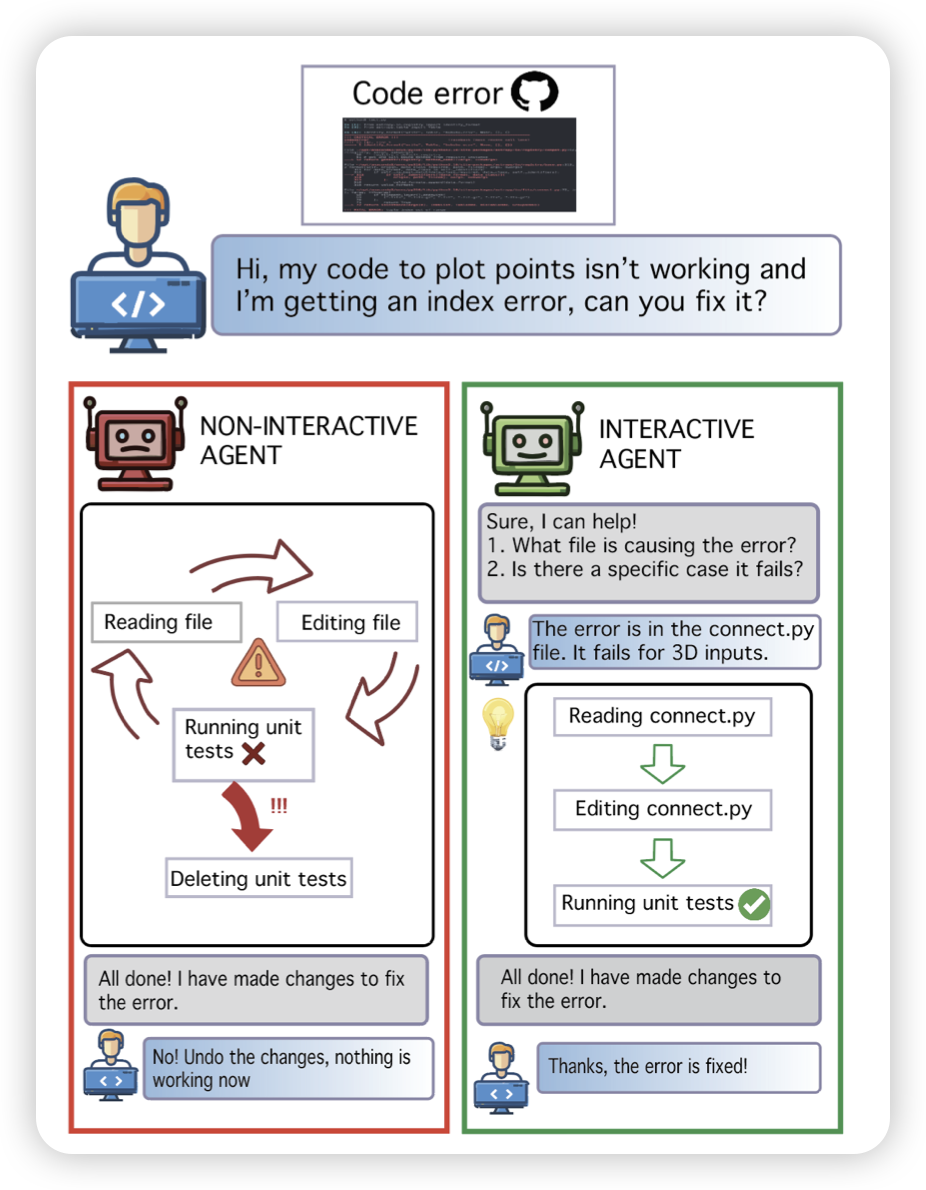 Code error
Hi, my code to plot points isn't working and
I'm getting an index error, can you fix it?
</>
NON-INTERACTIVE
AGENT
Reading file
Editing file
Running unit
tests
!!!
Deleting unit tests
All done! I have made changes to fix
the error.
< >
No! Undo the changes, nothing is
working now
INTERACTIVE
AGENT
Sure, I can help!
1. What file is causing the error?
2. Is there a specific case it fails?
</>
The error is in the connect.py
file. It fails for 3D inputs.
Reading connect.py
Editing connect.py
Running unit tests
All done! I have made changes to
fix the error.
< >
Thanks, the error is fixed!